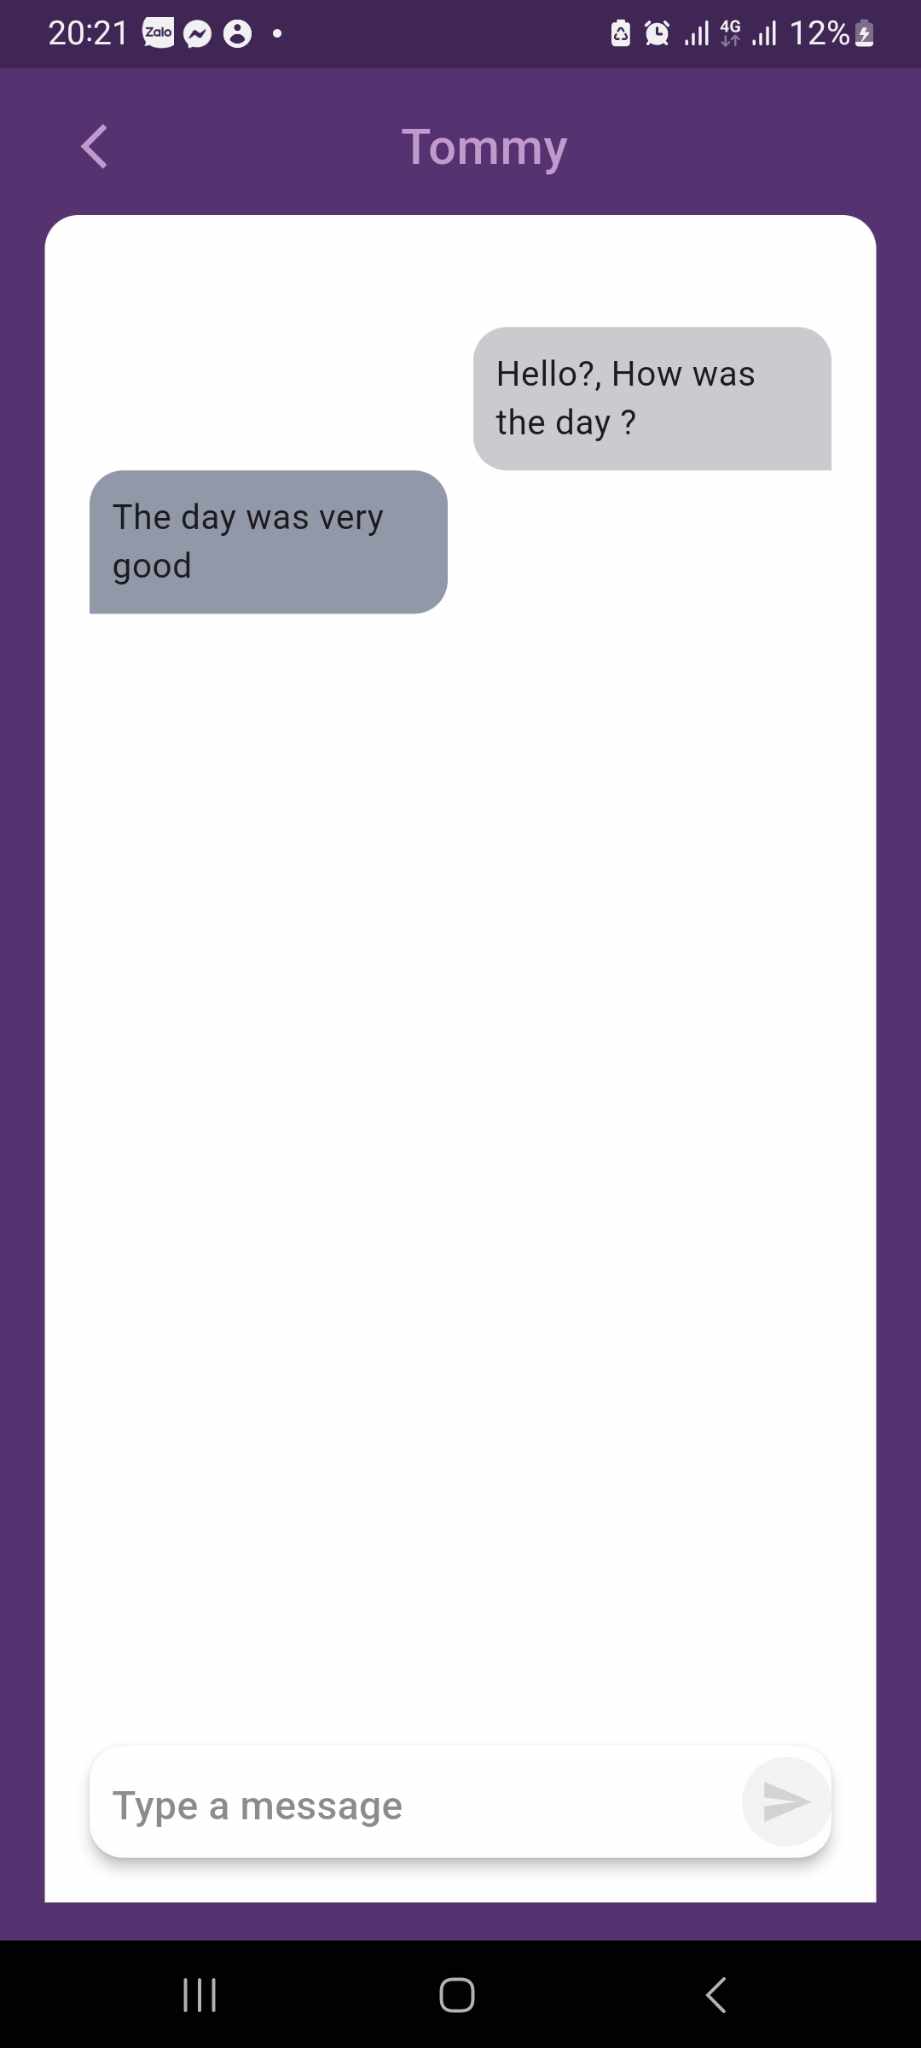 20:21 Zalo 4G 12%
Tommy
Hello?, How was
the day ?
The day was very
good
Type a message